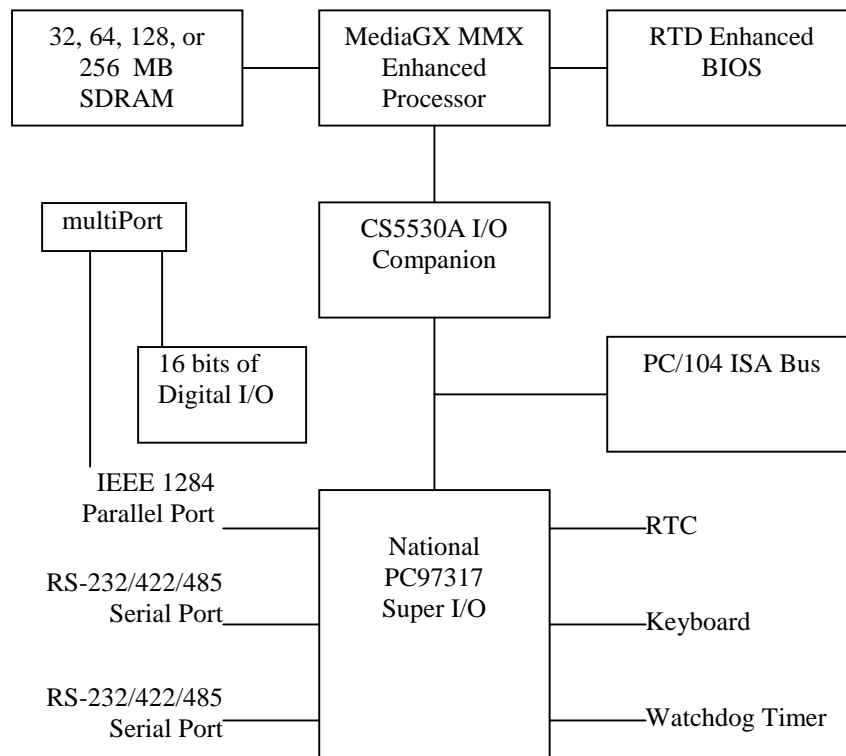 32, 64, 128, or
256 MB
SDRAM
MediaGX MMX
Enhanced
Processor
RTD Enhanced
BIOS
multiPort
CS5530A I/O
Companion
16 bits of
Digital I/O
PC/104 ISA Bus
IEEE 1284
Parallel Port
RS-232/422/485
Serial Port
RS-232/422/485
Serial Port
National
PC97317
Super I/O
RTC
Keyboard
Watchdog Timer